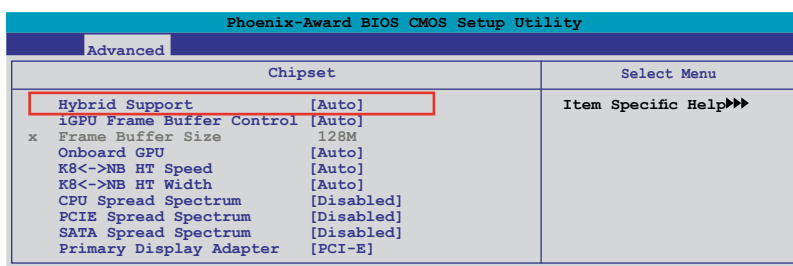 Phoenix-Award BIOS CMOS Setup Utility
Advanced
Chipset
Select Menu
Hybrid Support [Auto]
Item Specific Help▶▶▶
iGPU Frame Buffer Control [Auto]
x Frame Buffer Size 128M
Onboard GPU [Auto]
K8<->NB HT Speed [Auto]
K8<->NB HT Width [Auto]
CPU Spread Spectrum [Disabled]
PCIE Spread Spectrum [Disabled]
SATA Spread Spectrum [Disabled]
Primary Display Adapter [PCI-E]